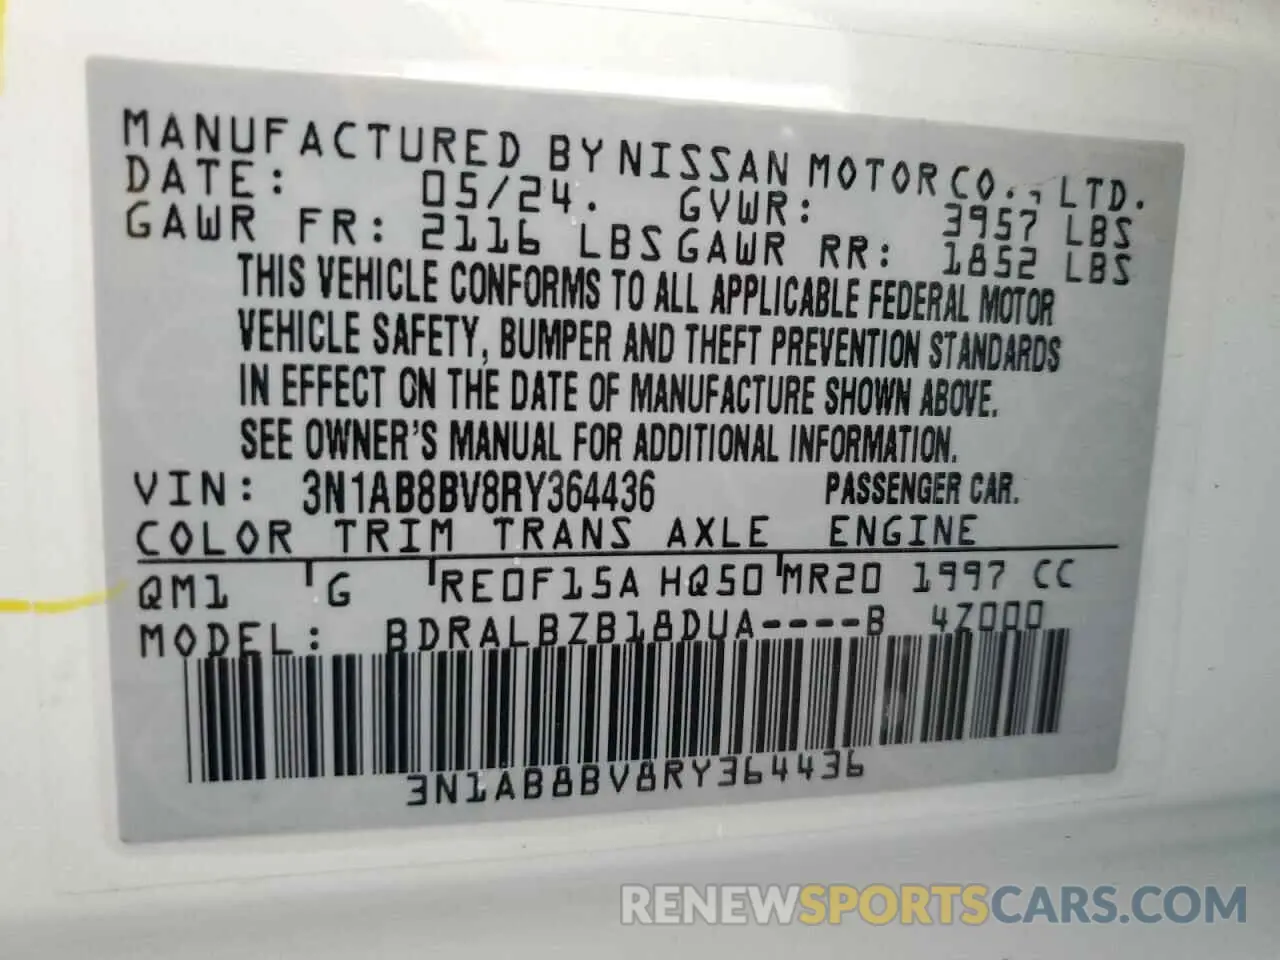 MANUFACTURED BY NISSAN MOTOR CO., LTD.
DATE: 05/24. GVWR: 3957 LBS
GAWR FR: 2116 LBS GAWR RR: 1852 LBS
THIS VEHICLE CONFORMS TO ALL APPLICABLE FEDERAL MOTOR
VEHICLE SAFETY, BUMPER AND THEFT PREVENTION STANDARDS
IN EFFECT ON THE DATE OF MANUFACTURE SHOWN ABOVE.
SEE OWNER'S MANUAL FOR ADDITIONAL INFORMATION.
VIN: 3N1AB8BV8RY364436 PASSENGER CAR.
COLOR TRIM TRANS AXLE ENGINE
QM1 G RE0F15A HQ50 MR20 1997 CC
MODEL: BDRALBZB18DUA----B 4Z000
3N1AB8BV8RY364436
RENEWSPORTSCARS.COM